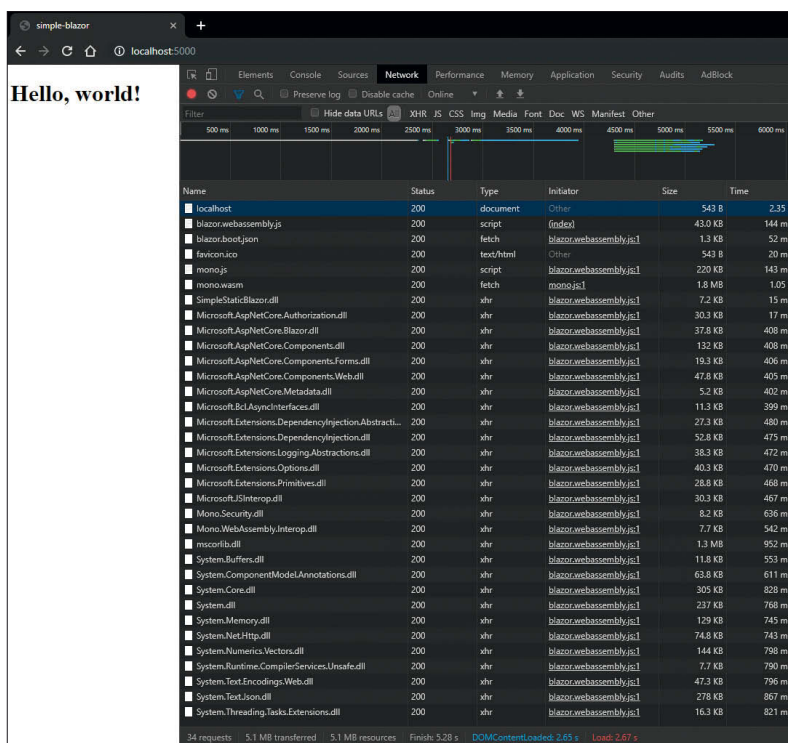 simple-blazor
localhost:5000
Hello, world!
Elements Console Sources Network Performance Memory Application Security Audits AdBlock
Preserve log Disable cache Online
Filter Hide data URLs All XHR JS CSS Img Media Font Doc WS Manifest Other
500 ms 1000 ms 1500 ms 2000 ms 2500 ms 3000 ms 3500 ms 4000 ms 4500 ms 5000 ms 5500 ms 6000 ms
Name Status Type Initiator Size Time
localhost 200 document Other 543 B 2.35
blazor.webassembly.js 200 script (index) 43.0 KB 144 m
blazor.boot.json 200 fetch blazor.webassembly.js:1 1.3 KB 52 m
favicon.ico 200 text/html Other 543 B 20 m
mono.js 200 script blazor.webassembly.js:1 220 KB 143 m
mono.wasm 200 fetch mono.js:1 1.8 MB 1.05
SimpleStaticBlazor.dll 200 xhr blazor.webassembly.js:1 7.2 KB 15 m
Microsoft.AspNetCore.Authorization.dll 200 xhr blazor.webassembly.js:1 30.3 KB 17 m
Microsoft.AspNetCore.Blazor.dll 200 xhr blazor.webassembly.js:1 37.8 KB 408 m
Microsoft.AspNetCore.Components.dll 200 xhr blazor.webassembly.js:1 132 KB 408 m
Microsoft.AspNetCore.Components.Forms.dll 200 xhr blazor.webassembly.js:1 19.3 KB 406 m
Microsoft.AspNetCore.Components.Web.dll 200 xhr blazor.webassembly.js:1 47.8 KB 405 m
Microsoft.AspNetCore.Metadata.dll 200 xhr blazor.webassembly.js:1 5.2 KB 402 m
Microsoft.Bcl.AsyncInterfaces.dll 200 xhr blazor.webassembly.js:1 11.3 KB 399 m
Microsoft.Extensions.DependencyInjection.Abstracti... 200 xhr blazor.webassembly.js:1 27.3 KB 480 m
Microsoft.Extensions.DependencyInjection.dll 200 xhr blazor.webassembly.js:1 52.8 KB 475 m
Microsoft.Extensions.Logging.Abstractions.dll 200 xhr blazor.webassembly.js:1 38.3 KB 472 m
Microsoft.Extensions.Options.dll 200 xhr blazor.webassembly.js:1 40.3 KB 470 m
Microsoft.Extensions.Primitives.dll 200 xhr blazor.webassembly.js:1 28.8 KB 468 m
Microsoft.JSInterop.dll 200 xhr blazor.webassembly.js:1 30.3 KB 467 m
Mono.Security.dll 200 xhr blazor.webassembly.js:1 8.2 KB 636 m
Mono.WebAssembly.Interop.dll 200 xhr blazor.webassembly.js:1 7.7 KB 542 m
mscorlib.dll 200 xhr blazor.webassembly.js:1 1.3 MB 952 m
System.Buffers.dll 200 xhr blazor.webassembly.js:1 11.8 KB 553 m
System.ComponentModel.Annotations.dll 200 xhr blazor.webassembly.js:1 63.8 KB 611 m
System.Core.dll 200 xhr blazor.webassembly.js:1 305 KB 828 m
System.dll 200 xhr blazor.webassembly.js:1 237 KB 768 m
System.Memory.dll 200 xhr blazor.webassembly.js:1 129 KB 745 m
System.Net.Http.dll 200 xhr blazor.webassembly.js:1 74.8 KB 743 m
System.Numerics.Vectors.dll 200 xhr blazor.webassembly.js:1 144 KB 798 m
System.Runtime.CompilerServices.Unsafe.dll 200 xhr blazor.webassembly.js:1 7.7 KB 790 m
System.Text.Encodings.Web.dll 200 xhr blazor.webassembly.js:1 47.3 KB 796 m
System.Text.Json.dll 200 xhr blazor.webassembly.js:1 278 KB 867 m
System.Threading.Tasks.Extensions.dll 200 xhr blazor.webassembly.js:1 16.3 KB 821 m
34 requests 5.1 MB transferred 5.1 MB resources Finish: 5.28 s DOMContentLoaded: 2.65 s Load: 2.67 s